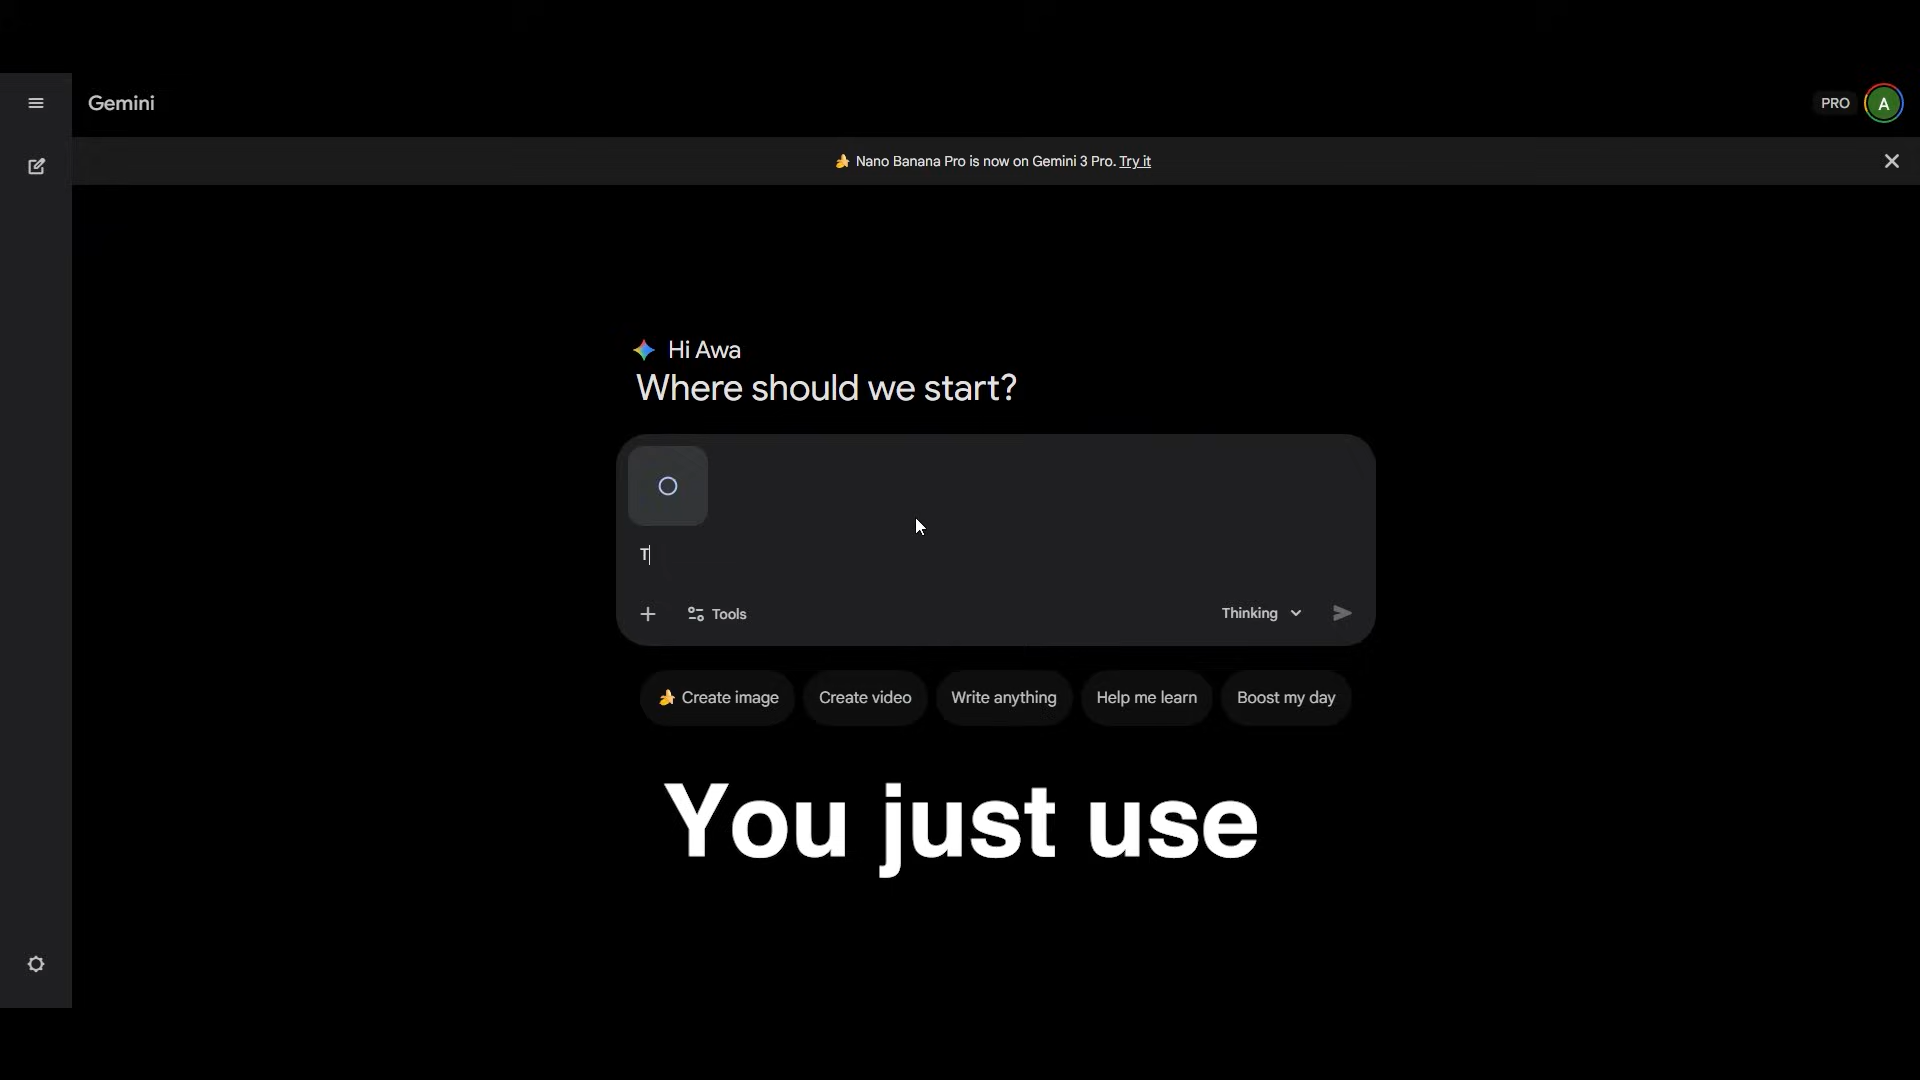 Gemini
PRO
A
🍌 Nano Banana Pro is now on Gemini 3 Pro. Try it
Hi Awa
Where should we start?
T
Tools
Thinking
🍌 Create image
Create video
Write anything
Help me learn
Boost my day
You just use